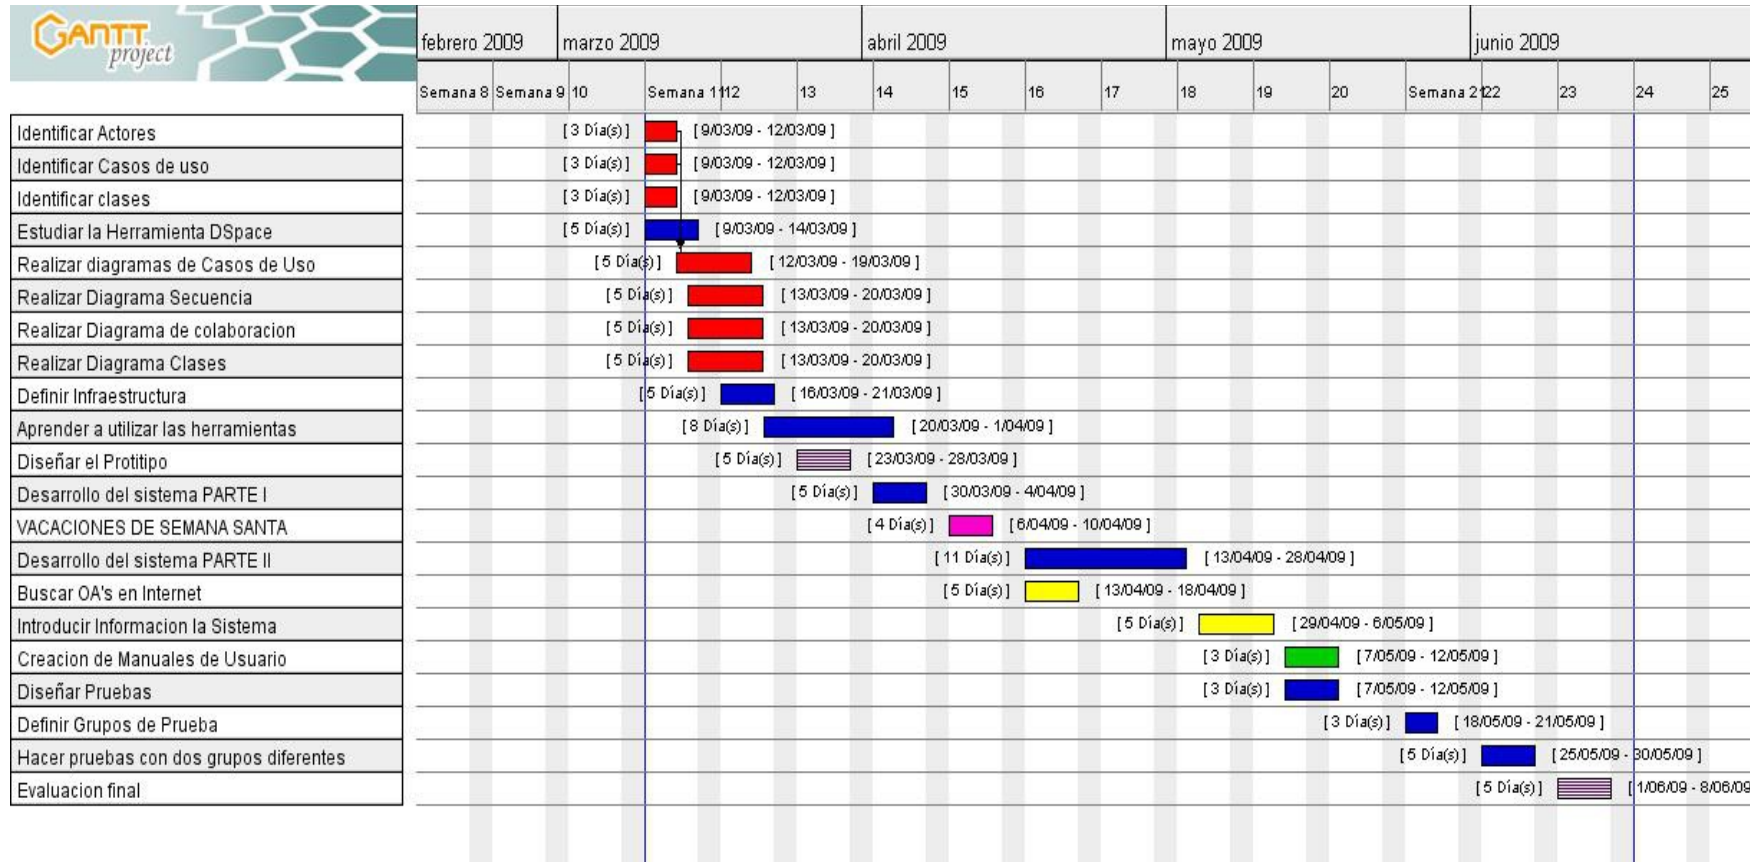 GANTT
project
febrero 2009 marzo 2009 abril 2009 mayo 2009 junio 2009
Semana 8 Semana 9 10 Semana 11 12 13 14 15 16 17 18 19 20 Semana 21 22 23 24 25
Identificar Actores [ 3 Día(s) ] [ 9/03/09 - 12/03/09 ]
Identificar Casos de uso [ 3 Día(s) ] [ 9/03/09 - 12/03/09 ]
Identificar clases [ 3 Día(s) ] [ 9/03/09 - 12/03/09 ]
Estudiar la Herramienta DSpace [ 5 Día(s) ] [ 9/03/09 - 14/03/09 ]
Realizar diagramas de Casos de Uso [ 5 Día(s) ] [ 12/03/09 - 19/03/09 ]
Realizar Diagrama Secuencia [ 5 Día(s) ] [ 13/03/09 - 20/03/09 ]
Realizar Diagrama de colaboracion [ 5 Día(s) ] [ 13/03/09 - 20/03/09 ]
Realizar Diagrama Clases [ 5 Día(s) ] [ 13/03/09 - 20/03/09 ]
Definir Infraestructura [ 5 Día(s) ] [ 16/03/09 - 21/03/09 ]
Aprender a utilizar las herramientas [ 8 Día(s) ] [ 20/03/09 - 1/04/09 ]
Diseñar el Protitipo [ 5 Día(s) ] [ 23/03/09 - 28/03/09 ]
Desarrollo del sistema PARTE I [ 5 Día(s) ] [ 30/03/09 - 4/04/09 ]
VACACIONES DE SEMANA SANTA [ 4 Día(s) ] [ 6/04/09 - 10/04/09 ]
Desarrollo del sistema PARTE II [ 11 Día(s) ] [ 13/04/09 - 28/04/09 ]
Buscar OA's en Internet [ 5 Día(s) ] [ 13/04/09 - 18/04/09 ]
Introducir Informacion la Sistema [ 5 Día(s) ] [ 29/04/09 - 6/05/09 ]
Creacion de Manuales de Usuario [ 3 Día(s) ] [ 7/05/09 - 12/05/09 ]
Diseñar Pruebas [ 3 Día(s) ] [ 7/05/09 - 12/05/09 ]
Definir Grupos de Prueba [ 3 Día(s) ] [ 18/05/09 - 21/05/09 ]
Hacer pruebas con dos grupos diferentes [ 5 Día(s) ] [ 25/05/09 - 30/05/09 ]
Evaluacion final [ 5 Día(s) ] [ 1/06/09 - 8/06/09